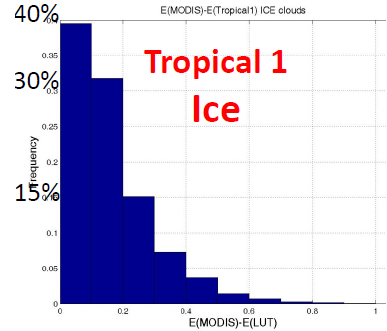 E(MODIS)-E(Tropical1) ICE clouds
40%
0.4
Tropical 1
Ice
0.35
30%
0.3
0.25
Frequency
0.2
15%
0.15
0.1
0.05
0
0 0.2 0.4 0.6 0.8 1
E(MODIS)-E(LUT)